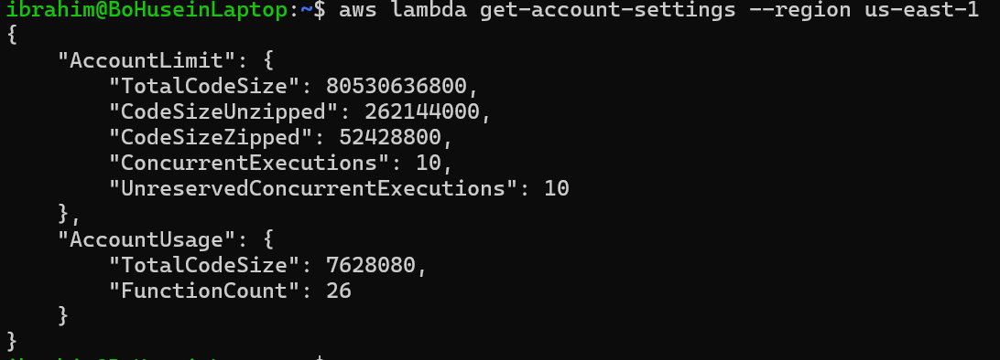 ibrahim@BoHuseinLaptop:~$ aws lambda get-account-settings --region us-east-1
{
    "AccountLimit": {
        "TotalCodeSize": 80530636800,
        "CodeSizeUnzipped": 262144000,
        "CodeSizeZipped": 52428800,
        "ConcurrentExecutions": 10,
        "UnreservedConcurrentExecutions": 10
    },
    "AccountUsage": {
        "TotalCodeSize": 7628080,
        "FunctionCount": 26
    }
}